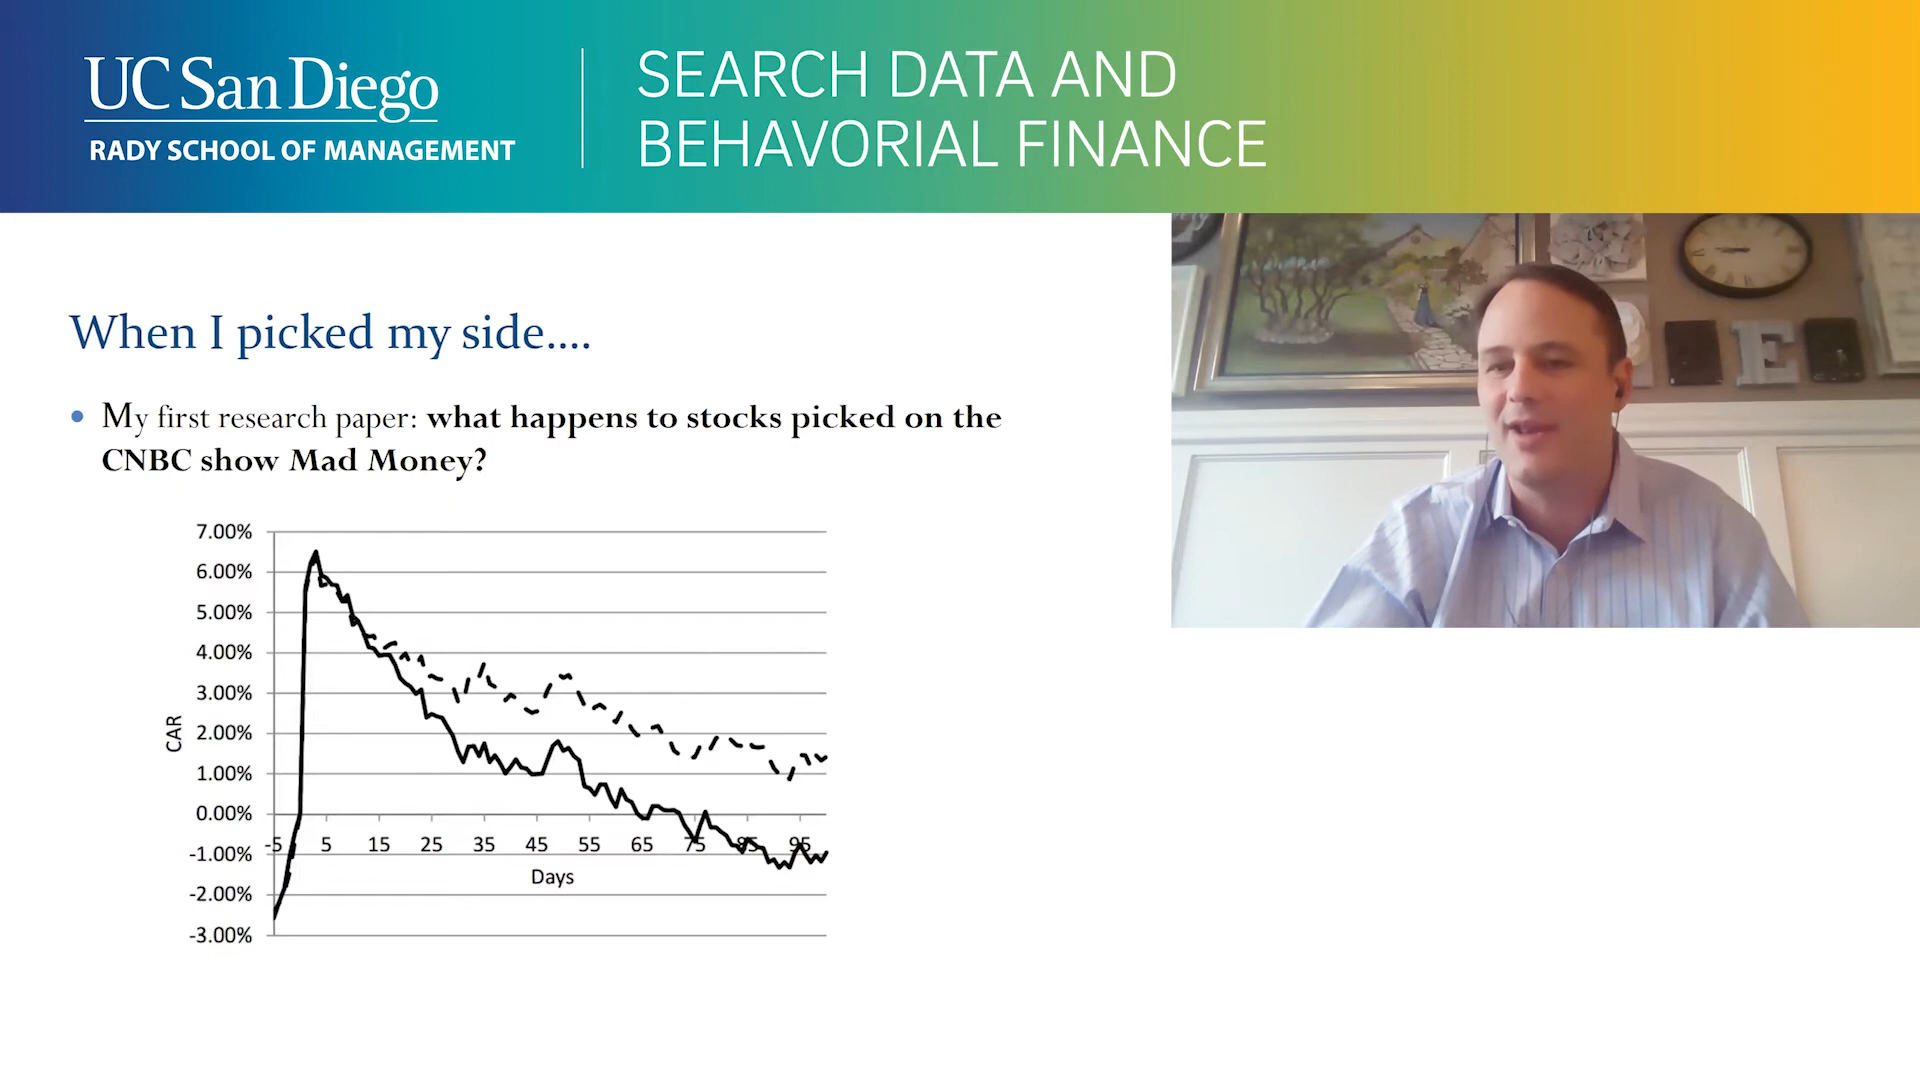 UC San Diego
RADY SCHOOL OF MANAGEMENT
SEARCH DATA AND
BEHAVORIAL FINANCE
When I picked my side....
• My first research paper: what happens to stocks picked on the
CNBC show Mad Money?
7.00%
6.00%
5.00%
4.00%
3.00%
2.00%
1.00%
0.00%
-1.00%
-2.00%
-3.00%
CAR
-5 5 15 25 35 45 55 65 75 85 95
Days
E